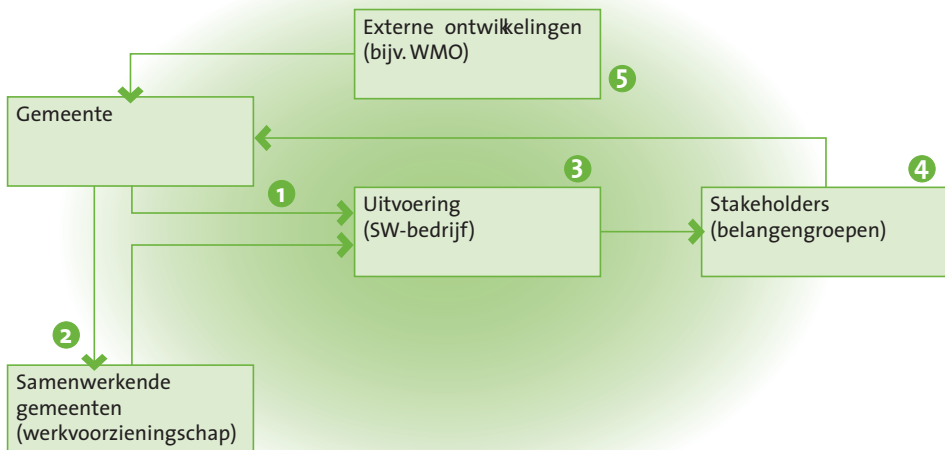 Externe ontwikkelingen
(bijv. WMO)
5
Gemeente
1
3
4
Uitvoering
(SW-bedrijf)
Stakeholders
(belangengroepen)
2
Samenwerkende
gemeenten
(werkvoorzieningschap)